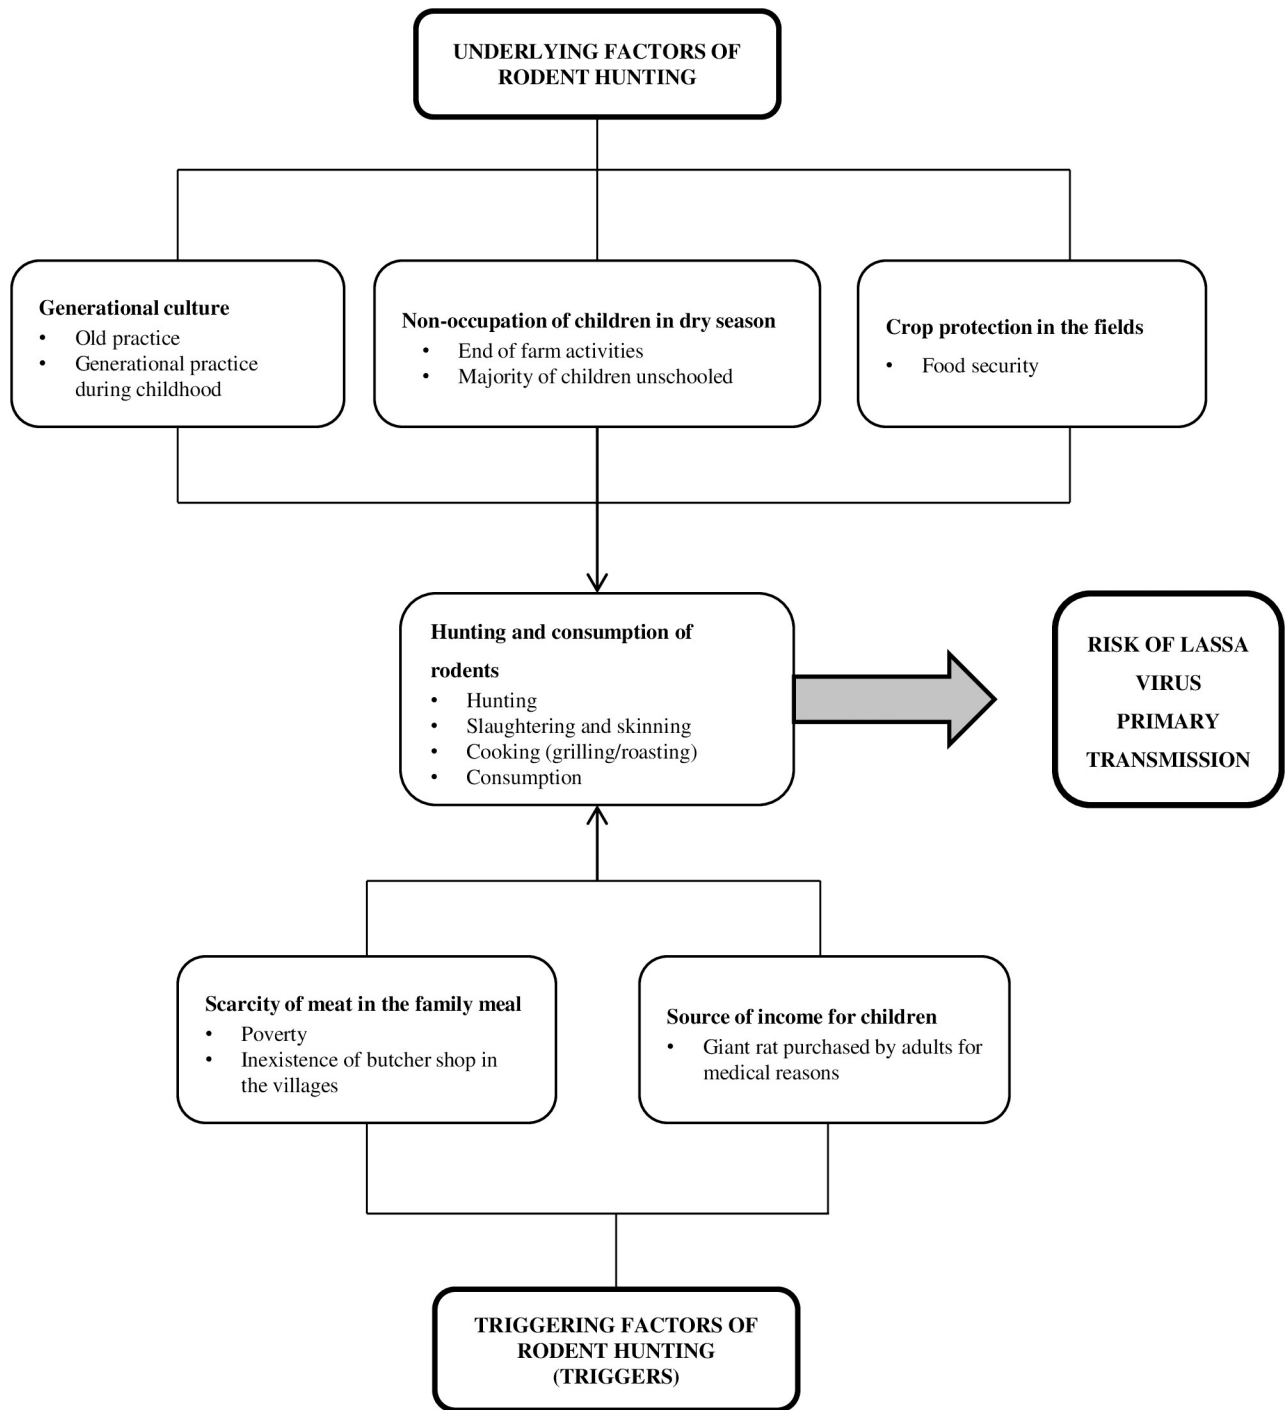 UNDERLYING FACTORS OF
RODENT HUNTING
Generational culture
• Old practice
• Generational practice
during childhood
Non-occupation of children in dry season
• End of farm activities
• Majority of children unschooled
Crop protection in the fields
• Food security
Hunting and consumption of
rodents
• Hunting
• Slaughtering and skinning
• Cooking (grilling/roasting)
• Consumption
RISK OF LASSA
VIRUS
PRIMARY
TRANSMISSION
Scarcity of meat in the family meal
• Poverty
• Inexistence of butcher shop in
the villages
Source of income for children
• Giant rat purchased by adults for
medical reasons
TRIGGERING FACTORS OF
RODENT HUNTING
(TRIGGERS)